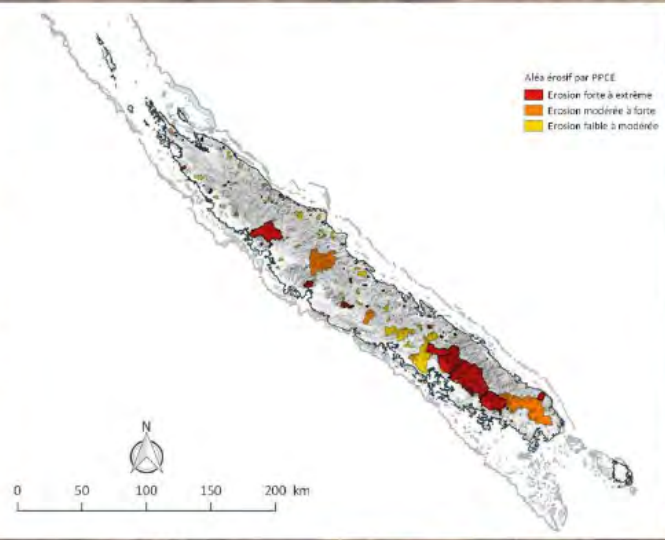 Aléa érosif par PPCE
Erosion forte à extrême
Erosion modérée à forte
Erosion faible à modérée
N
0 50 100 150 200 km